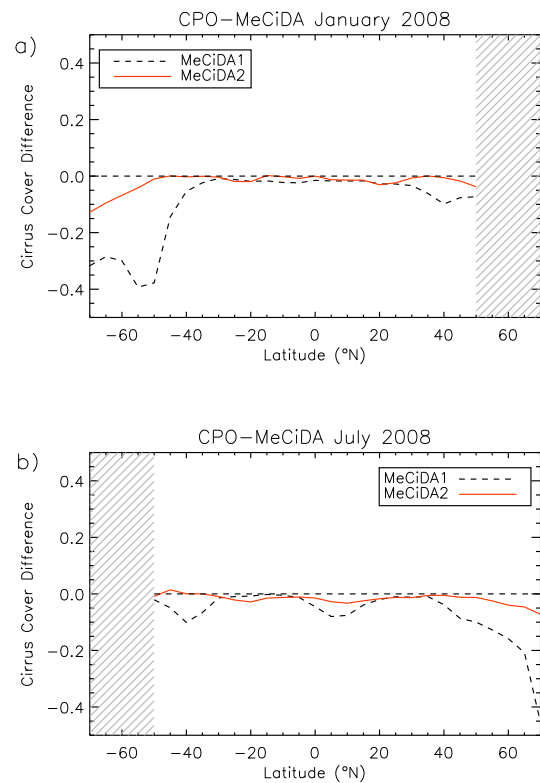 CPO−MeCiDA January 2008
a)
MeCiDA1
MeCiDA2
0.4
0.2
0.0
−0.2
−0.4
Cirrus Cover Difference
−60 −40 −20 0 20 40 60
Latitude (°N)
CPO−MeCiDA July 2008
b)
MeCiDA1
MeCiDA2
0.4
0.2
0.0
−0.2
−0.4
Cirrus Cover Difference
−60 −40 −20 0 20 40 60
Latitude (°N)